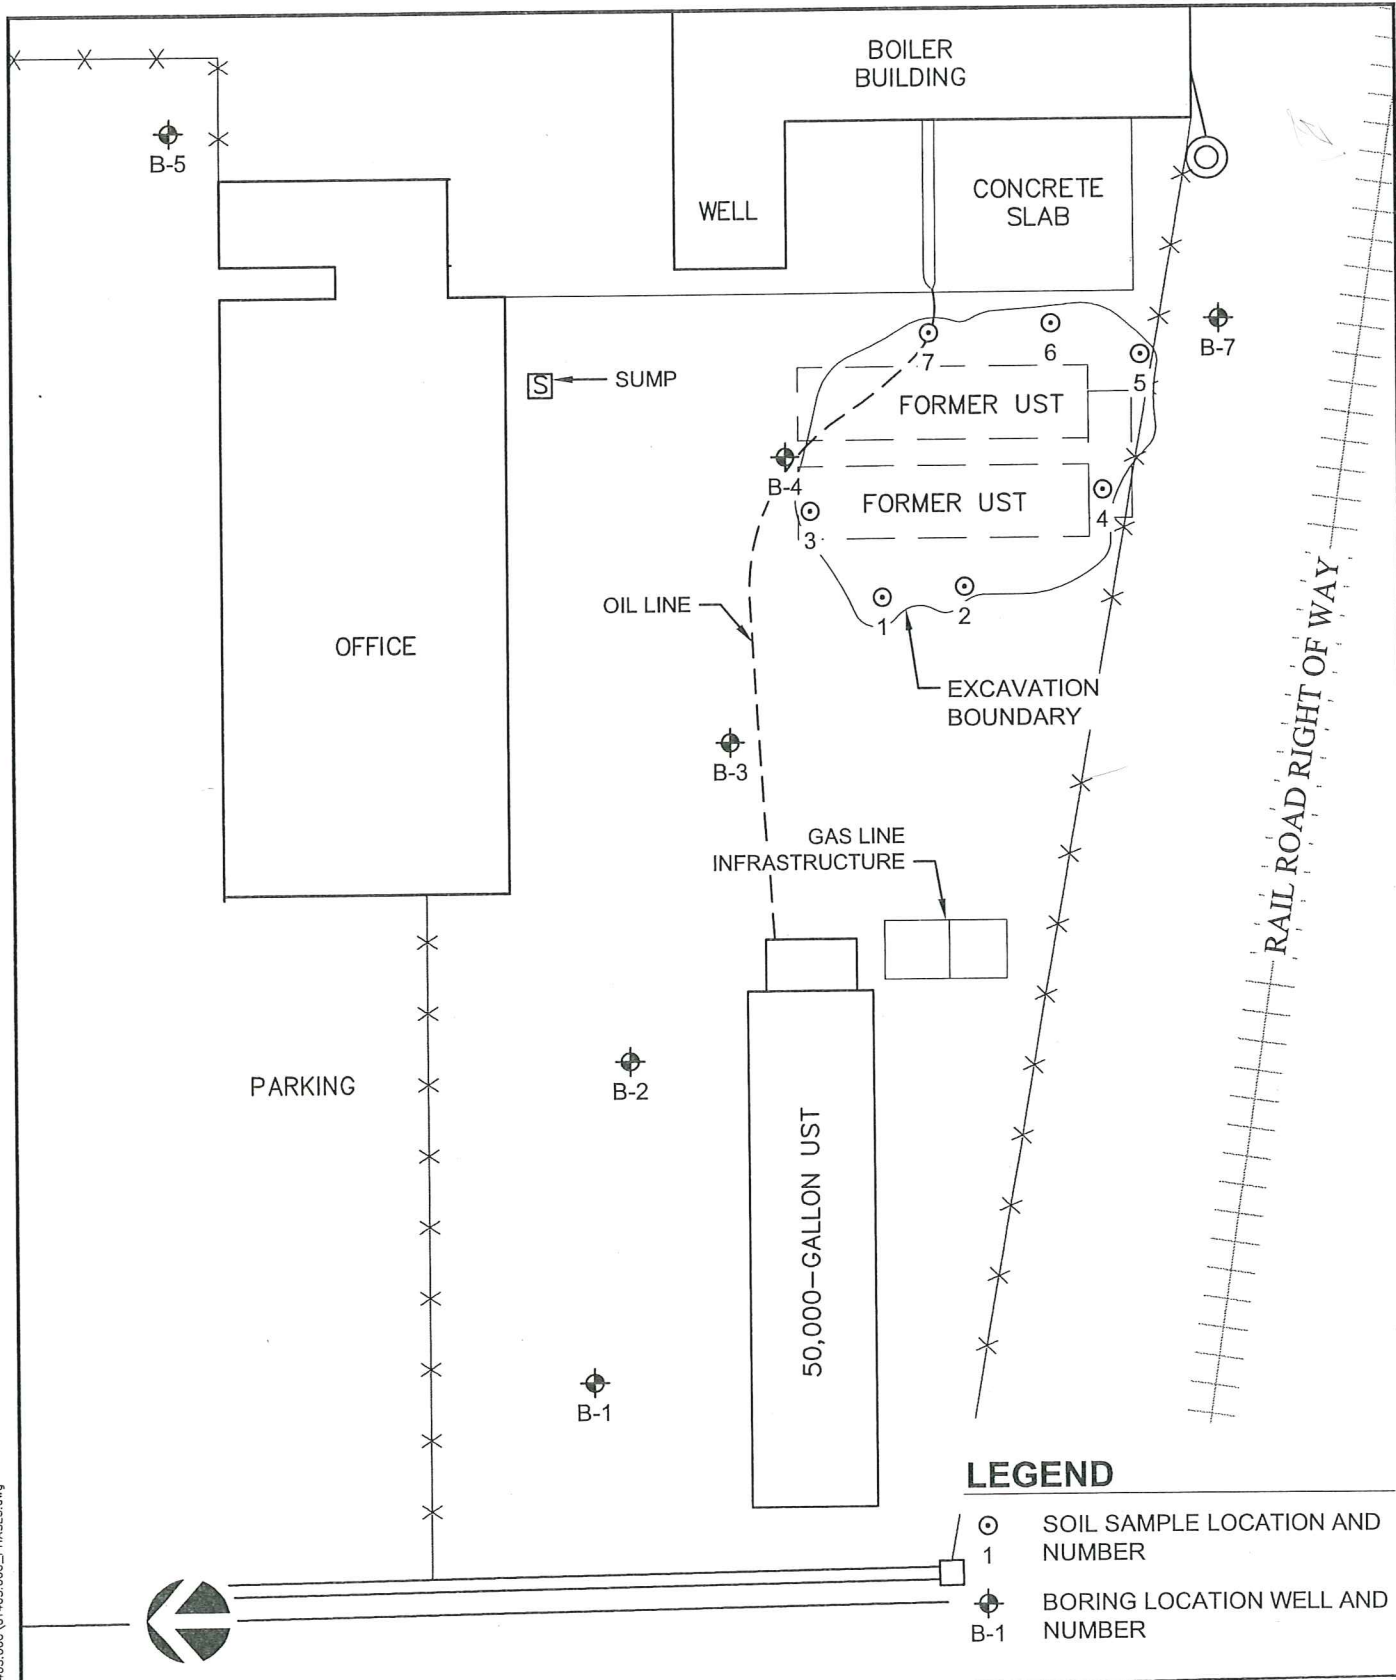 BOILER
BUILDING
B-5
WELL
CONCRETE
SLAB
7
6
5
B-7
S
SUMP
FORMER UST
B-4
FORMER UST
4
3
OIL LINE
1
2
OFFICE
EXCAVATION
BOUNDARY
RAIL ROAD RIGHT OF WAY
B-3
GAS LINE
INFRASTRUCTURE
B-2
PARKING
50,000-GALLON UST
B-1
LEGEND
SOIL SAMPLE LOCATION AND
1 NUMBER
BORING LOCATION WELL AND
B-1 NUMBER